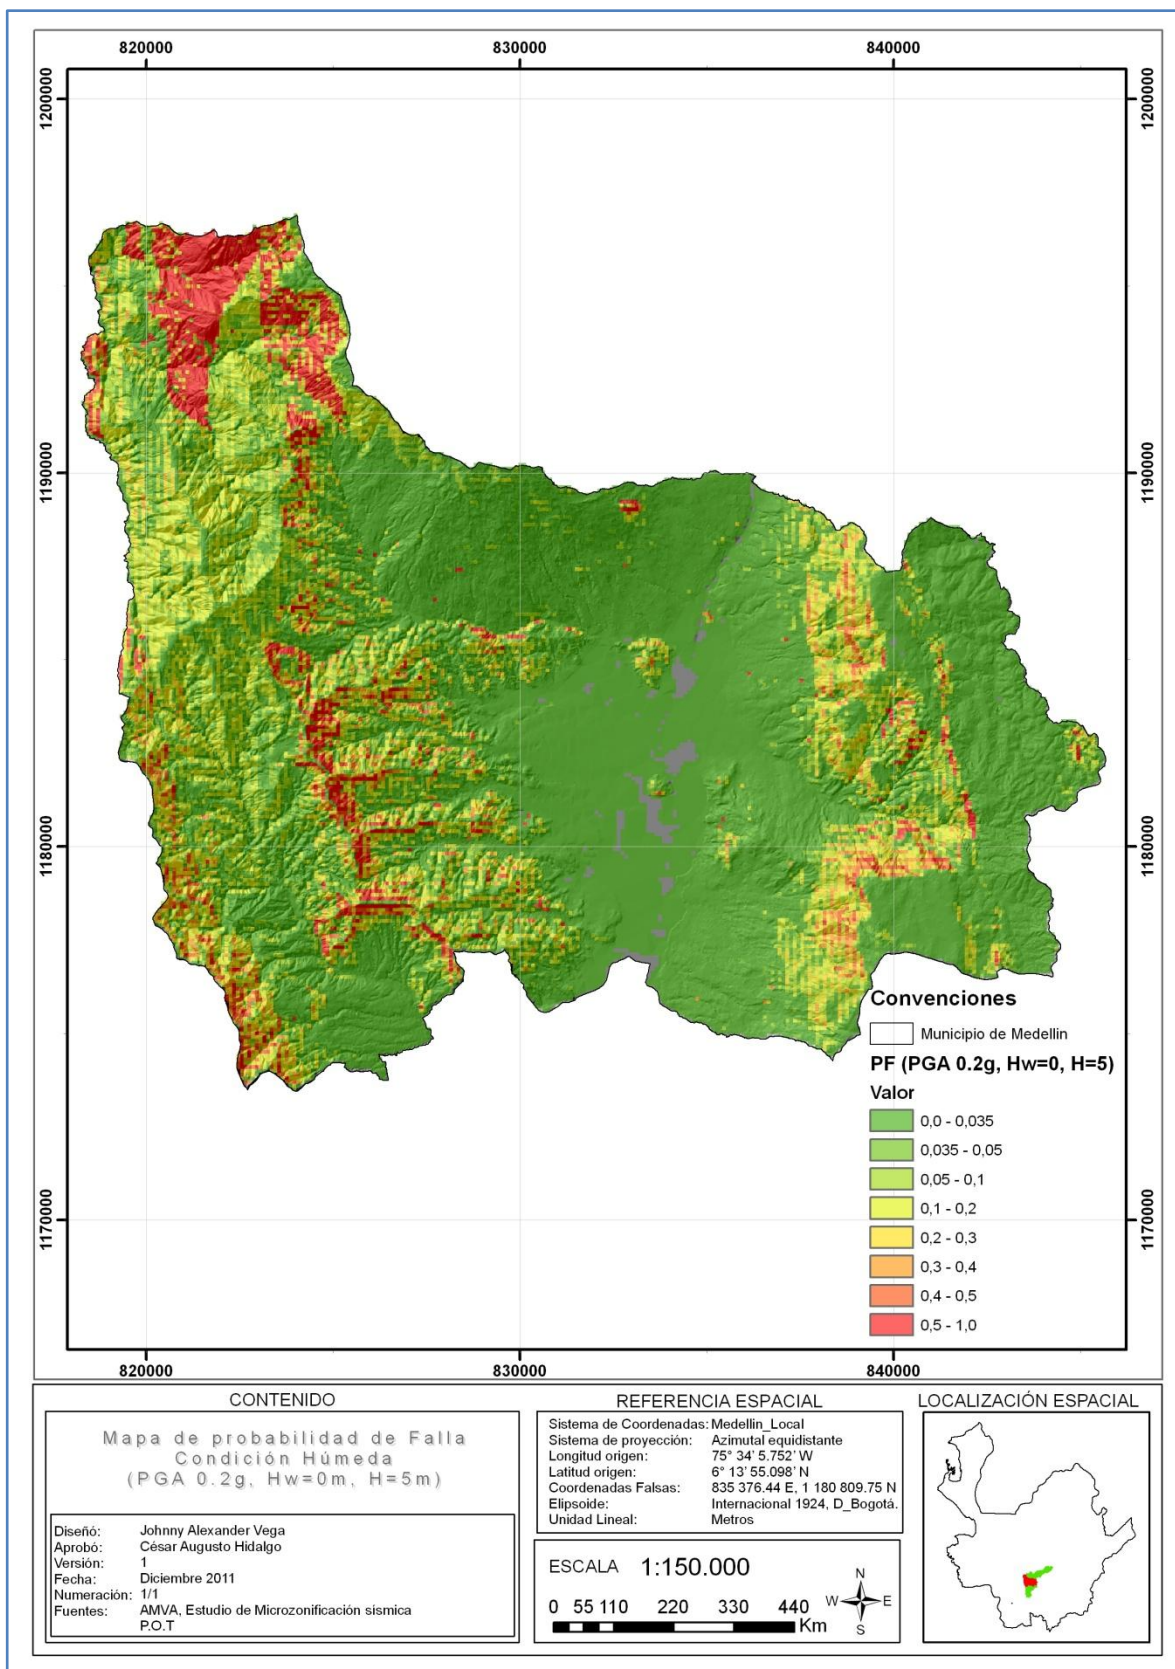 820000 830000 840000
1200000 1200000
1190000 1190000
1180000 1180000
1170000 1170000
820000 830000 840000
Convenciones
Municipio de Medellin
PF (PGA 0.2g, Hw=0, H=5)
Valor
0,0 - 0,035
0,035 - 0,05
0,05 - 0,1
0,1 - 0,2
0,2 - 0,3
0,3 - 0,4
0,4 - 0,5
0,5 - 1,0
CONTENIDO
Mapa de probabilidad de Falla
Condición Húmeda
(PGA 0.2g, Hw=0m, H=5m)
Diseñó: Johnny Alexander Vega
Aprobó: César Augusto Hidalgo
Versión: 1
Fecha: Diciembre 2011
Numeración: 1/1
Fuentes: AMVA, Estudio de Microzonificación sismica
P.O.T
REFERENCIA ESPACIAL
Sistema de Coordenadas: Medellin_Local
Sistema de proyección: Azimutal equidistante
Longitud origen: 75° 34' 5.752' W
Latitud origen: 6° 13' 55.098' N
Coordenadas Falsas: 835 376.44 E, 1 180 809.75 N
Elipsoide: Internacional 1924, D_Bogotá.
Unidad Lineal: Metros
ESCALA 1:150.000
0 55 110 220 330 440
Km
N
W E
S
LOCALIZACIÓN ESPACIAL